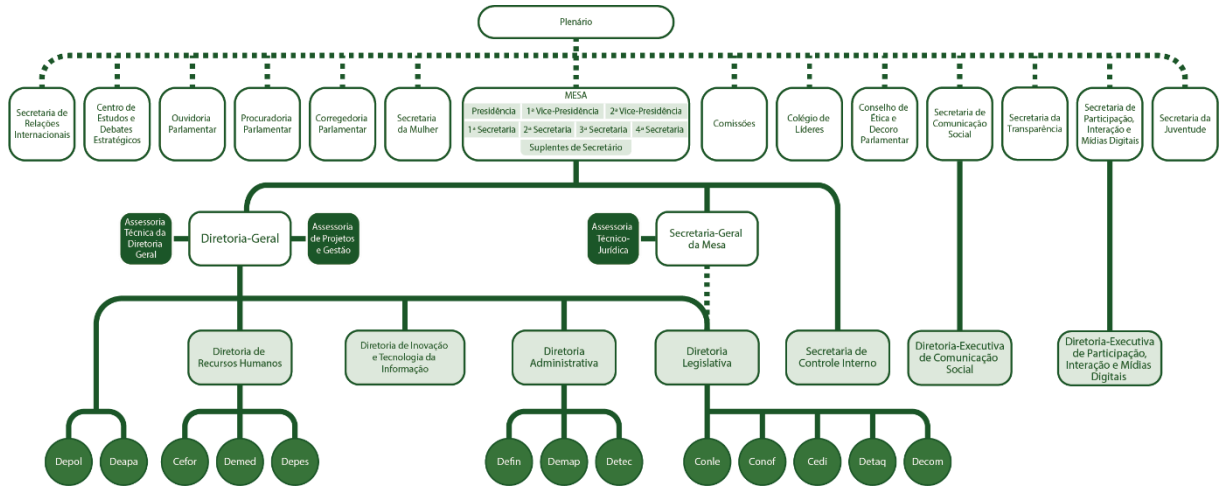 Plenário
Secretaria de
Relações
Internacionais
Centro de
Estudos e
Debates
Estratégicos
Ouvidoria
Parlamentar
Procuradoria
Parlamentar
Corregedoria
Parlamentar
Secretaria
da Mulher
MESA
Presidência
1ª Vice-Presidência
2ª Vice-Presidência
1ª Secretaria
2ª Secretaria
3ª Secretaria
4ª Secretaria
Suplentes de Secretário
Comissões
Colégio de
Líderes
Conselho de
Ética e
Decoro
Parlamentar
Secretaria de
Comunicação
Social
Secretaria da
Transparência
Secretaria de
Participação,
Interação e
Mídias Digitais
Secretaria da
Juventude
Assessoria
Técnica da
Diretoria
Geral
Diretoria-Geral
Assessoria
de Projetos
e Gestão
Assessoria
Técnico-
Jurídica
Secretaria-Geral
da Mesa
Diretoria de
Recursos Humanos
Diretoria de Inovação
e Tecnologia da
Informação
Diretoria
Administrativa
Diretoria
Legislativa
Secretaria de
Controle Interno
Diretoria-Executiva
de Comunicação
Social
Diretoria-Executiva
de Participação,
Interação e Mídias
Digitais
Depol
Deapa
Cefor
Demed
Depes
Defin
Demap
Detec
Conle
Conof
Cedi
Detaq
Decom